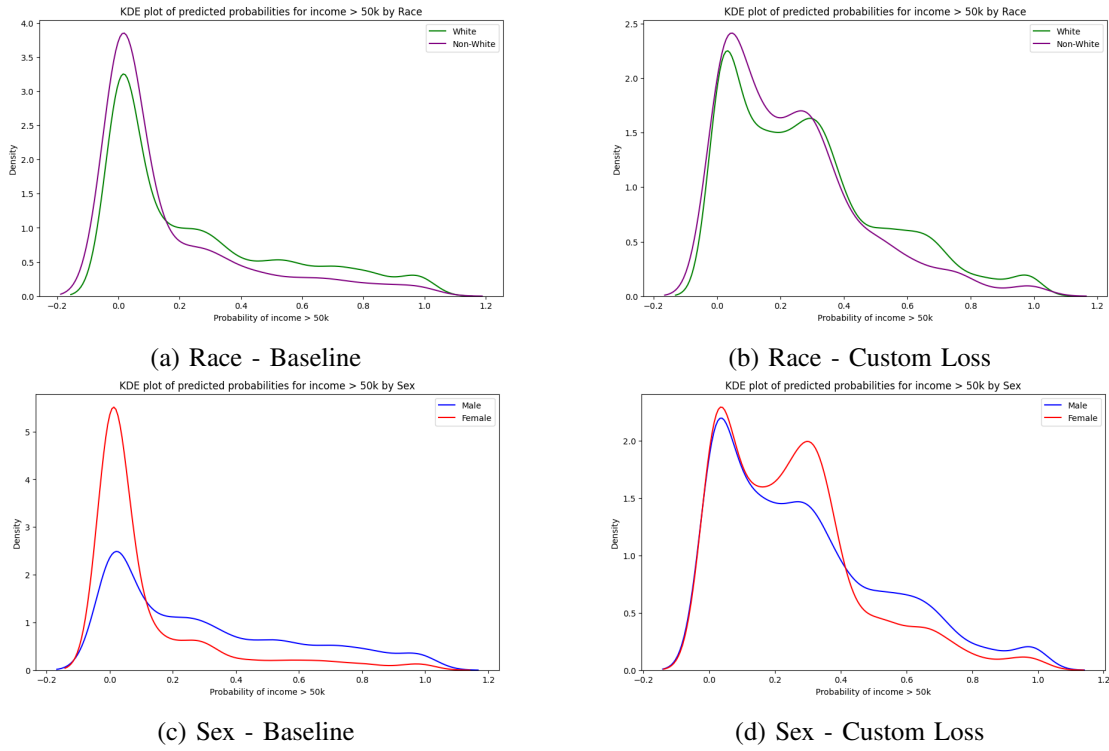 KDE plot of predicted probabilities for income > 50k by Race
4.0
3.5
3.0
2.5
2.0
1.5
1.0
0.5
0.0
Density
White
Non-White
−0.2 0.0 0.2 0.4 0.6 0.8 1.0 1.2
Probability of income > 50k
(a) Race - Baseline
KDE plot of predicted probabilities for income > 50k by Race
2.5
2.0
1.5
1.0
0.5
0.0
Density
White
Non-White
−0.2 0.0 0.2 0.4 0.6 0.8 1.0 1.2
Probability of income > 50k
(b) Race - Custom Loss
KDE plot of predicted probabilities for income > 50k by Sex
5
4
3
2
1
0
Density
Male
Female
−0.2 0.0 0.2 0.4 0.6 0.8 1.0 1.2
Probability of income > 50k
(c) Sex - Baseline
KDE plot of predicted probabilities for income > 50k by Sex
2.0
1.5
1.0
0.5
0.0
Density
Male
Female
−0.2 0.0 0.2 0.4 0.6 0.8 1.0 1.2
Probability of income > 50k
(d) Sex - Custom Loss